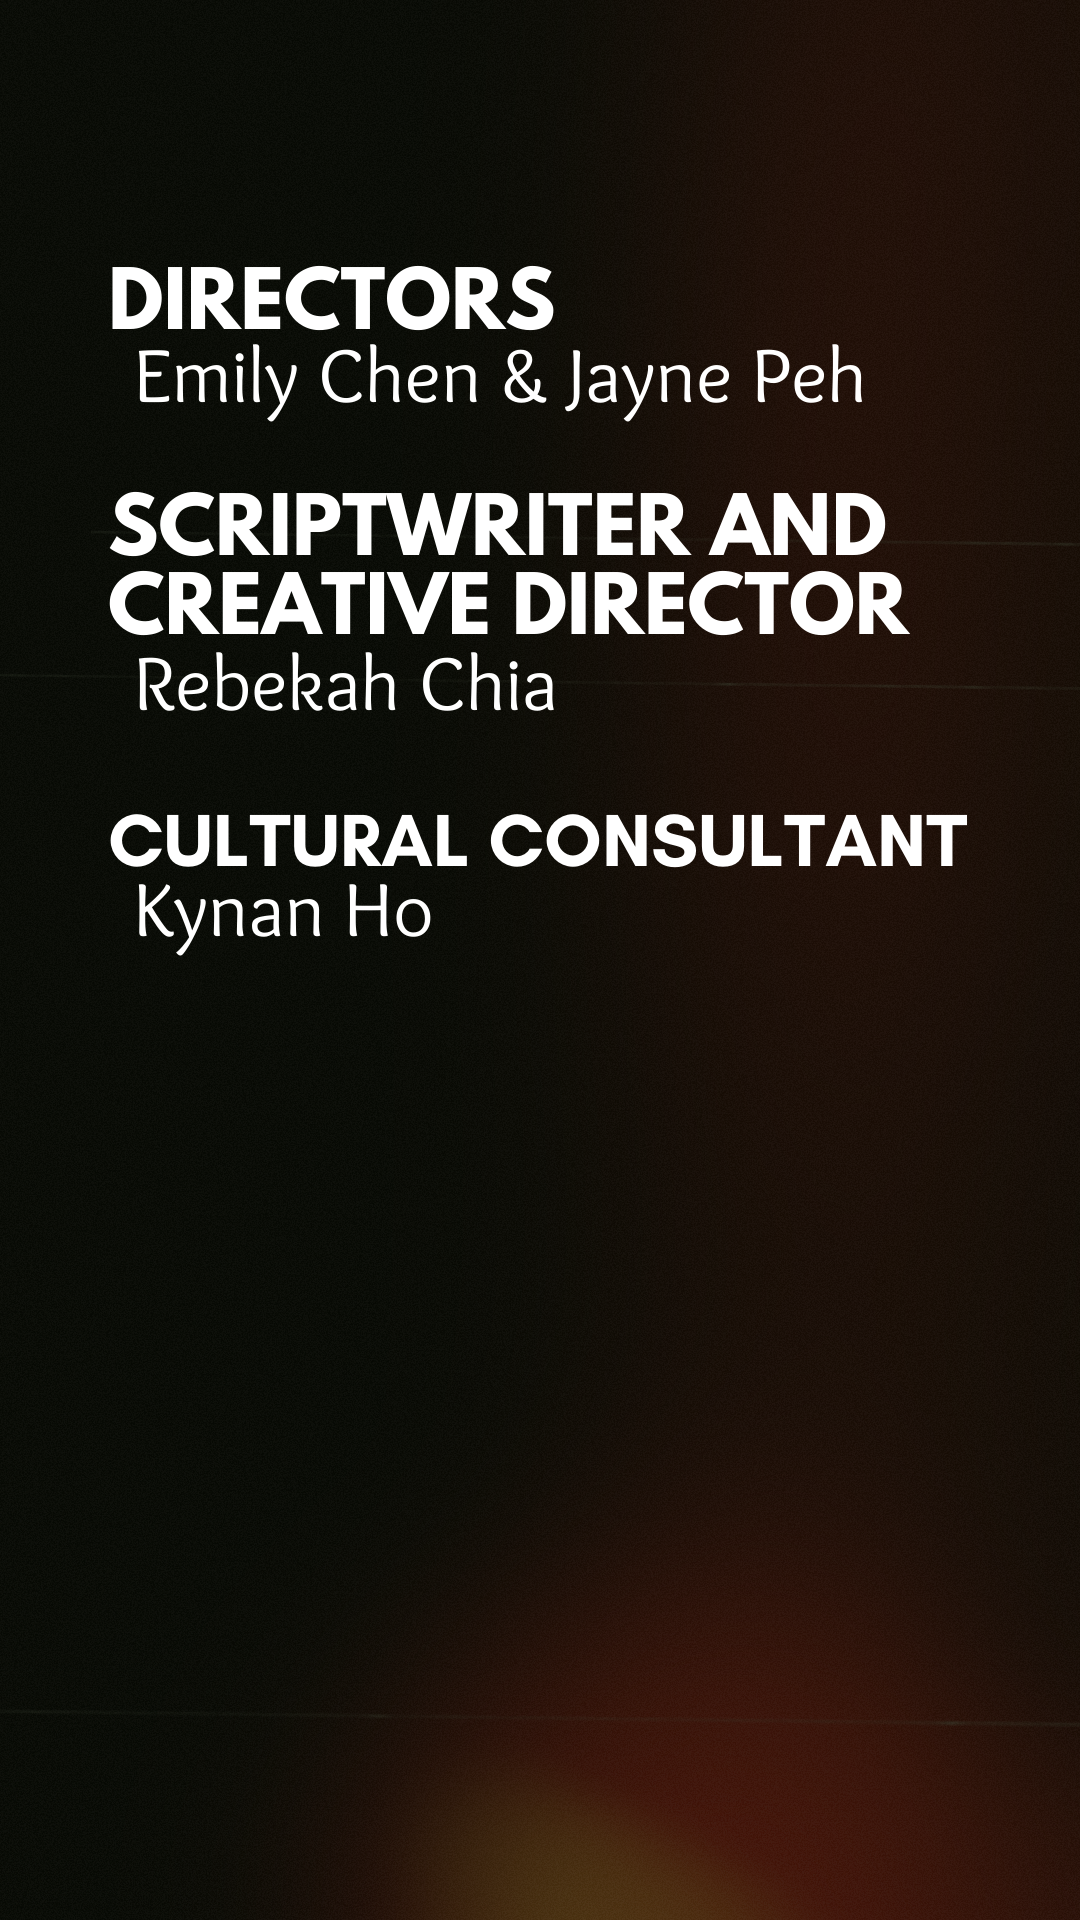 DIRECTORS
Emily Chen & Jayne Peh
SCRIPTWRITER AND
CREATIVE DIRECTOR
Rebekah Chia
CULTURAL CONSULTANT
Kynan Ho